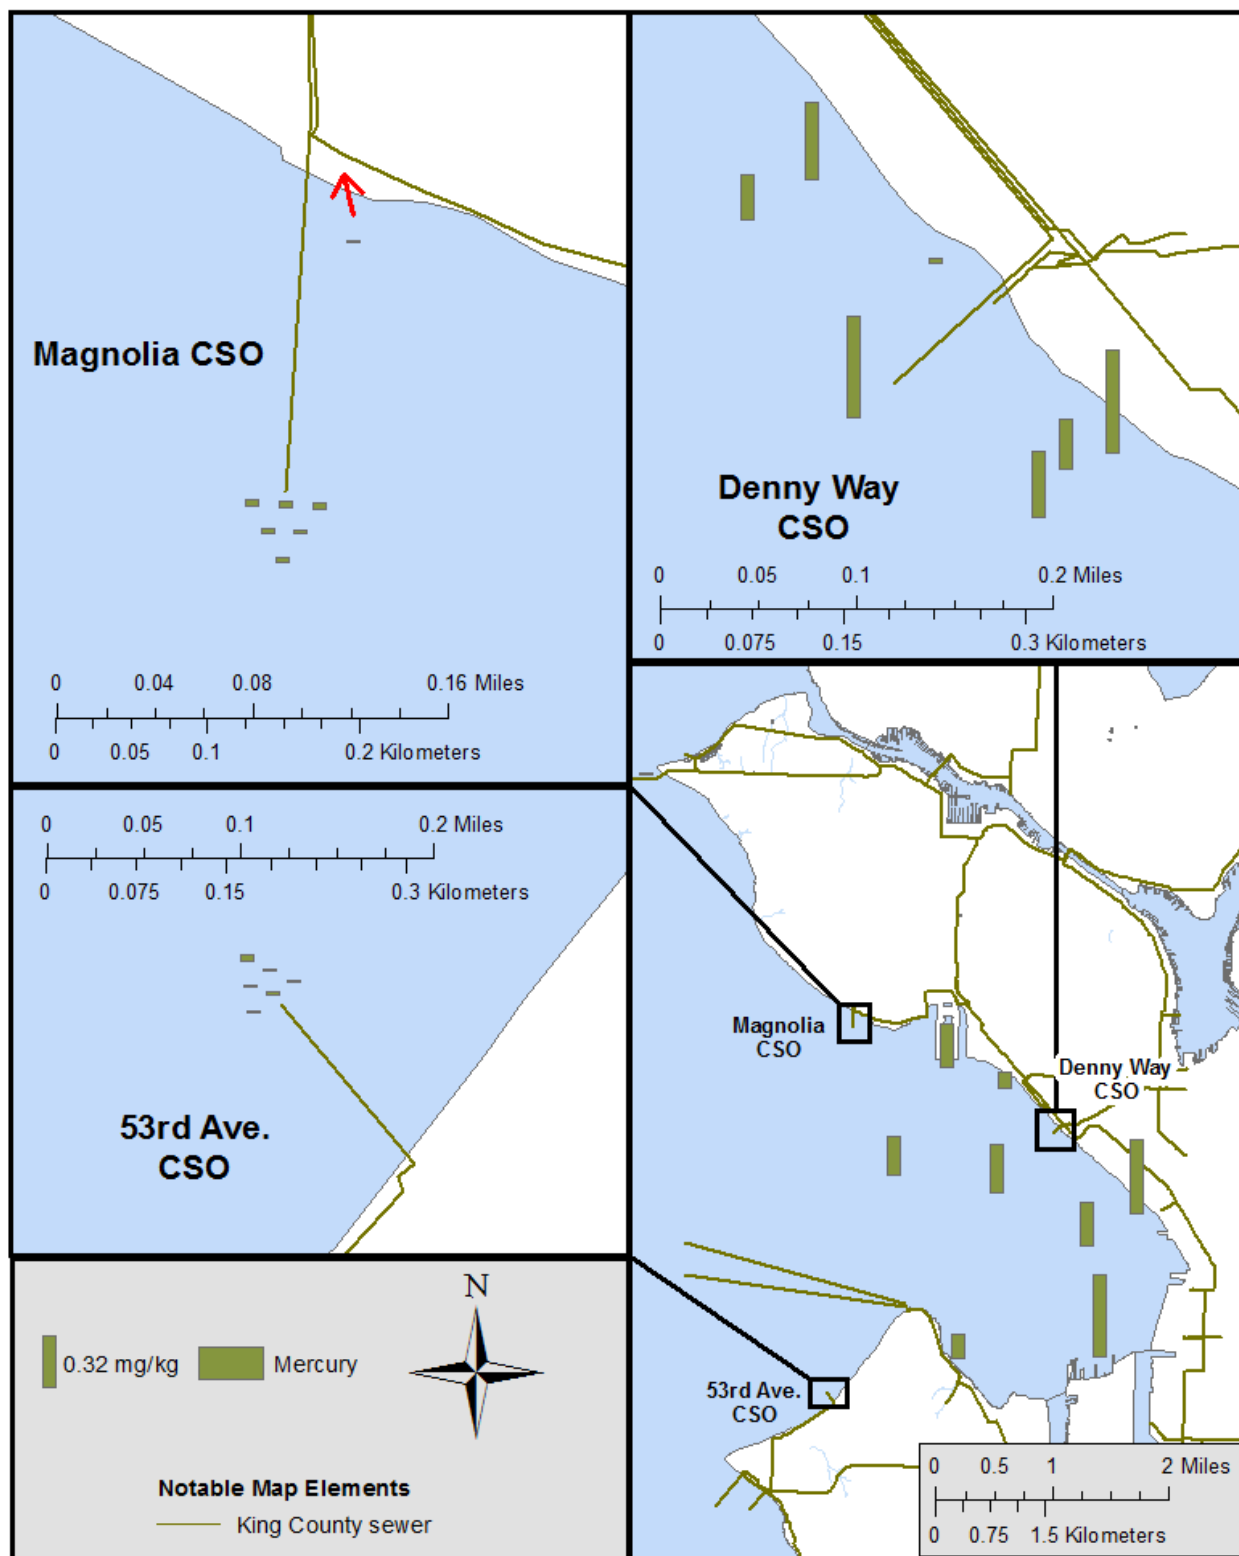 Magnolia CSO
0 0.04 0.08 0.16 Miles
0 0.05 0.1 0.2 Kilometers
Denny Way
CSO
0 0.05 0.1 0.2 Miles
0 0.075 0.15 0.3 Kilometers
0 0.05 0.1 0.2 Miles
0 0.075 0.15 0.3 Kilometers
53rd Ave.
CSO
Magnolia
CSO
Denny Way
CSO
53rd Ave.
CSO
0 0.5 1 2 Miles
0 0.75 1.5 Kilometers
N
0.32 mg/kg Mercury
Notable Map Elements
King County sewer